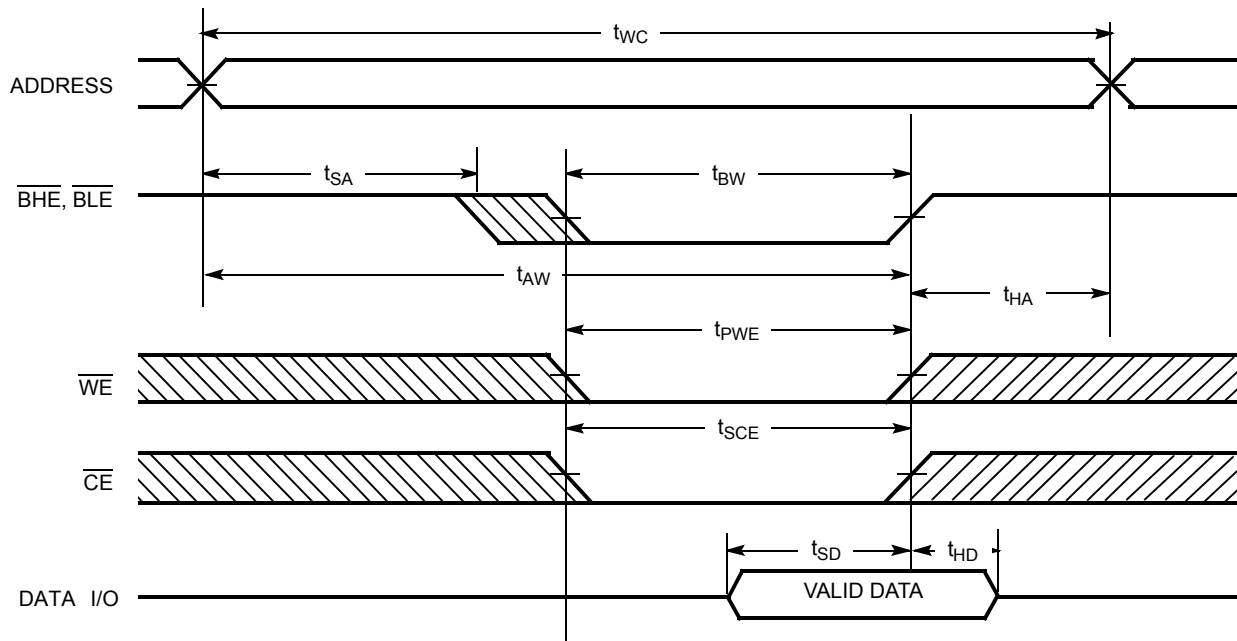 tWC
ADDRESS
tSA
tBW
BHE, BLE
tAW
tHA
tPWE
WE
tSCE
CE
tSD
tHD
DATA I/O
VALID DATA